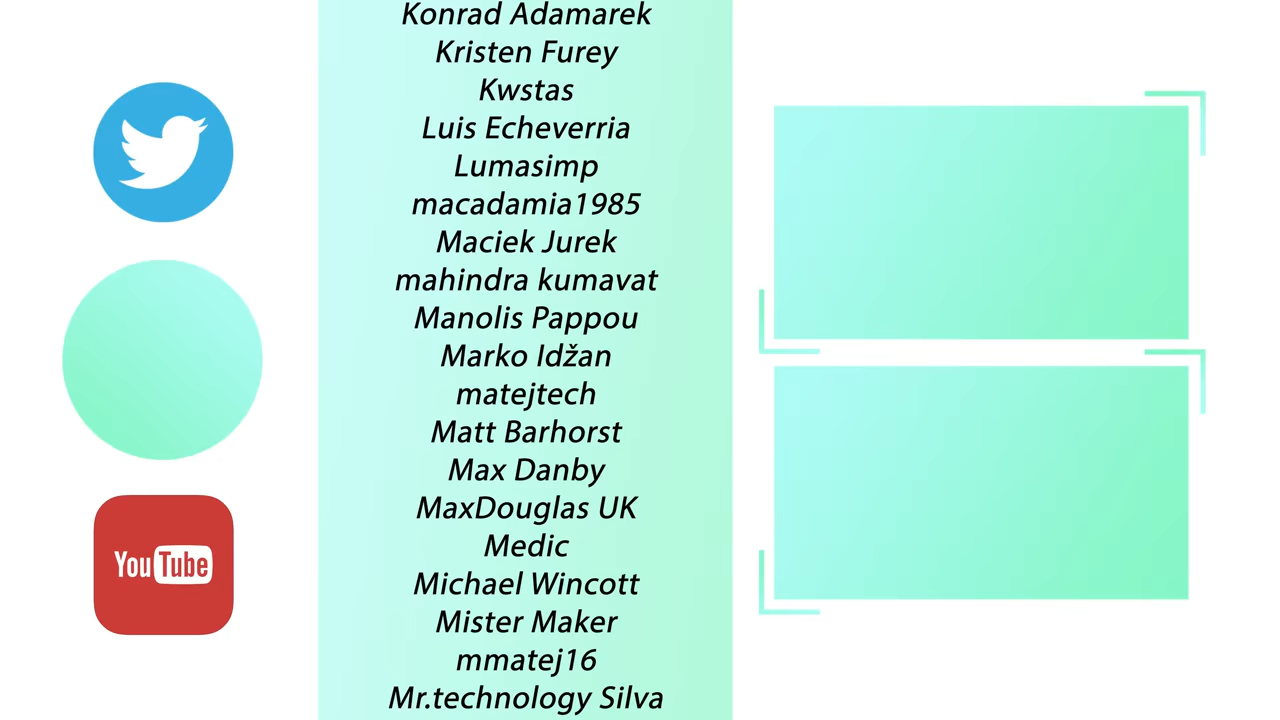 Konrad Adamarek
Kristen Furey
Kwstas
Luis Echeverria
Lumasimp
macadamia1985
Maciek Jurek
mahindra kumavat
Manolis Pappou
Marko Idžan
matejtech
Matt Barhorst
Max Danby
MaxDouglas UK
Medic
Michael Wincott
Mister Maker
mmatej16
Mr.technology Silva
YouTube